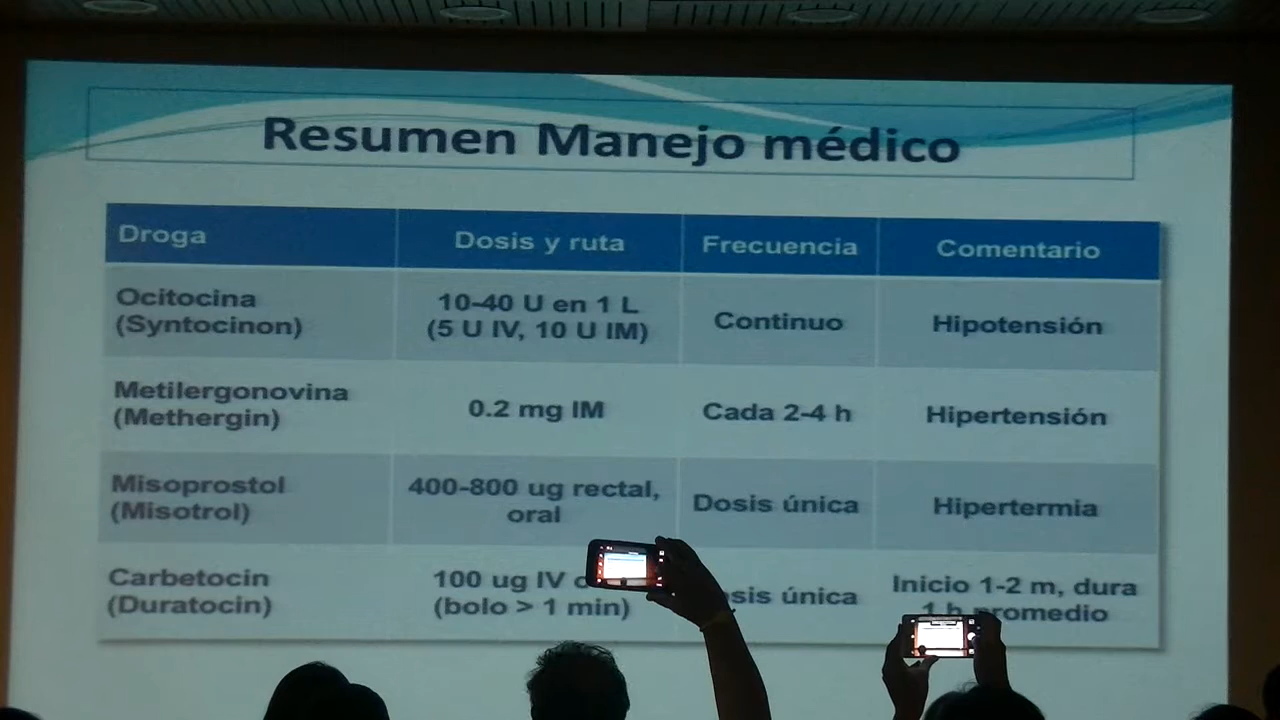 Resumen Manejo médico
Droga Dosis y ruta Frecuencia Comentario
Ocitocina
(Syntocinon)
10-40 U en 1 L
(5 U IV, 10 U IM)
Continuo
Hipotensión
Metilergonovina
(Methergin)
0.2 mg IM
Cada 2-4 h
Hipertensión
Misoprostol
(Misotrol)
400-800 ug rectal,
oral
Dosis única
Hipertermia
Carbetocin
(Duratocin)
100 ug IV
(bolo > 1 min)
única
Inicio 1-2 m, dura
1 h promedio